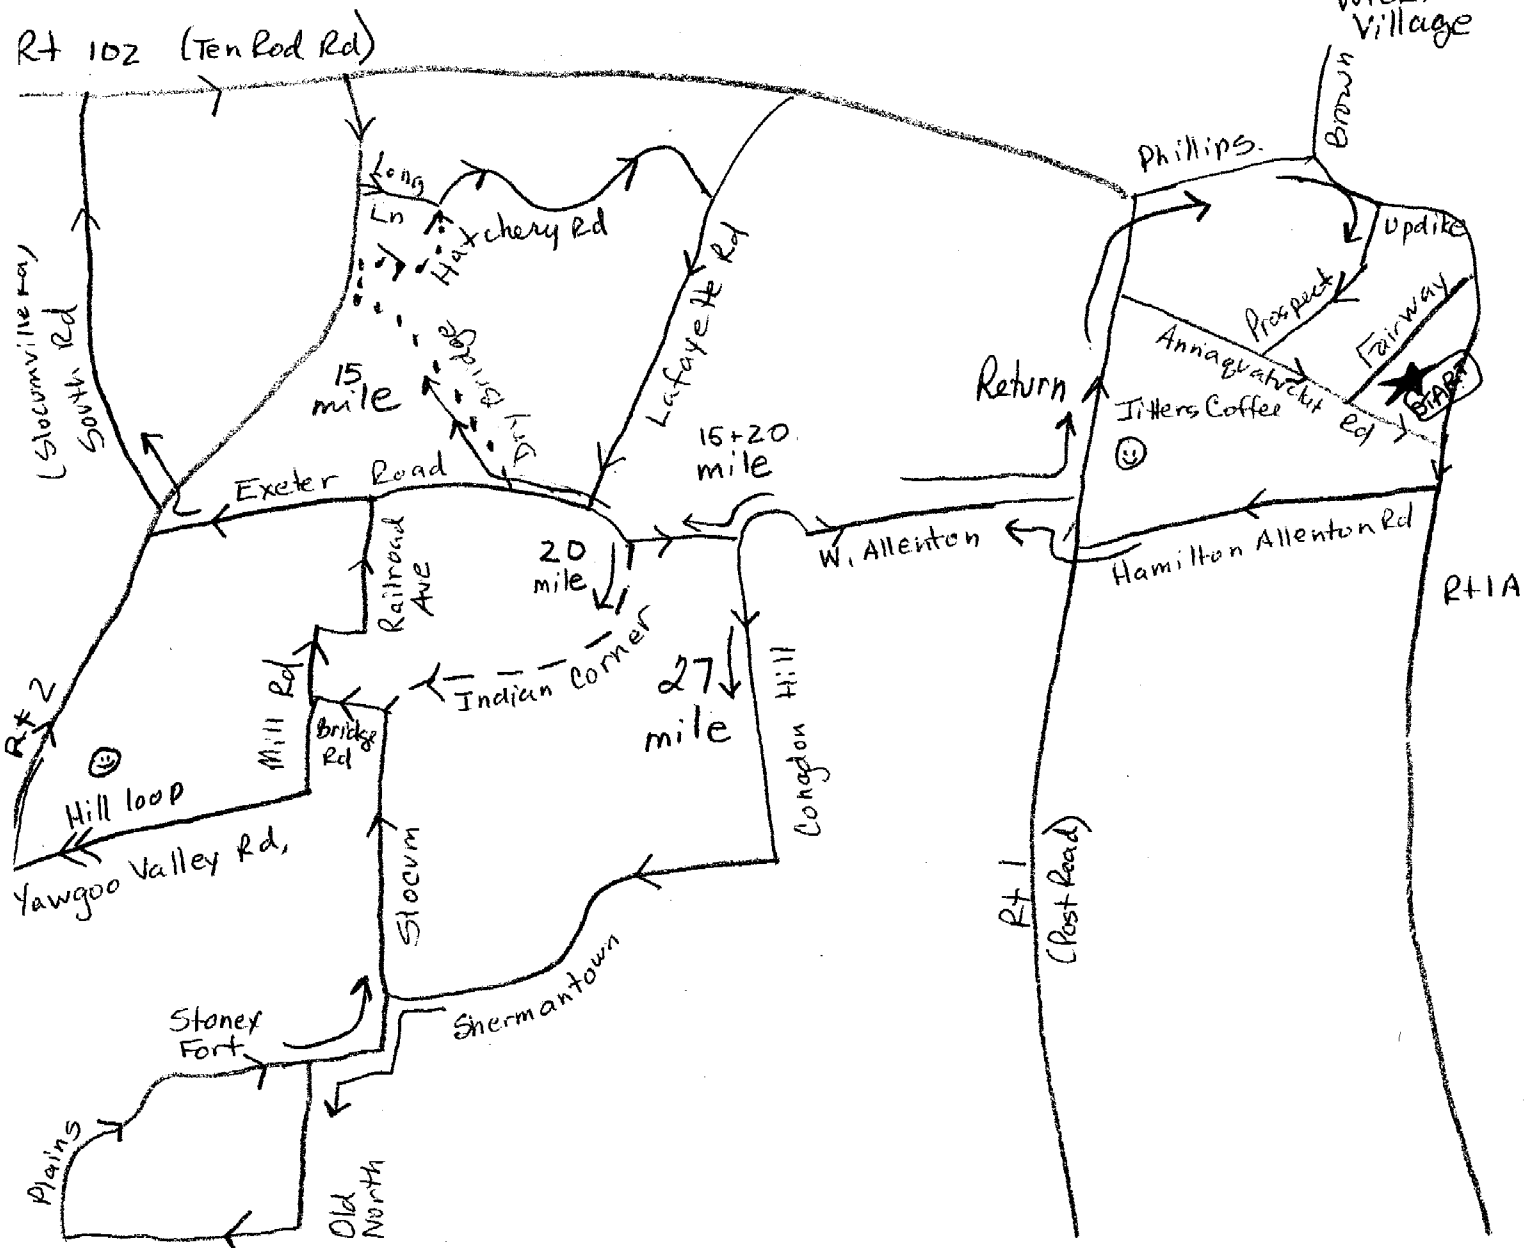 Village
Rt 102 (Ten Rod Rd)
Brown
Phillips.
Updike
Long
Ln
Hatchery Rd
(Slocumville Ra)
South Rd
Lafayette Rd
Prospect
Fairway
Annaquatucket Rd
START
15
mile
Dry Bridge
Return
Jitters Coffee
15+20
mile
Exeter Road
W. Allenton
Hamilton Allenton Rd
Rt 1A
20
mile
Railroad
Ave
Indian Corner
27
mile
Congdon Hill
Rt 2
Mill Rd
Bridge
Rd
Hill loop
Yawgoo Valley Rd,
Slocum
Rt 1
(Post Road)
Shermantown
Stoney
Fort
Plains
Old
North